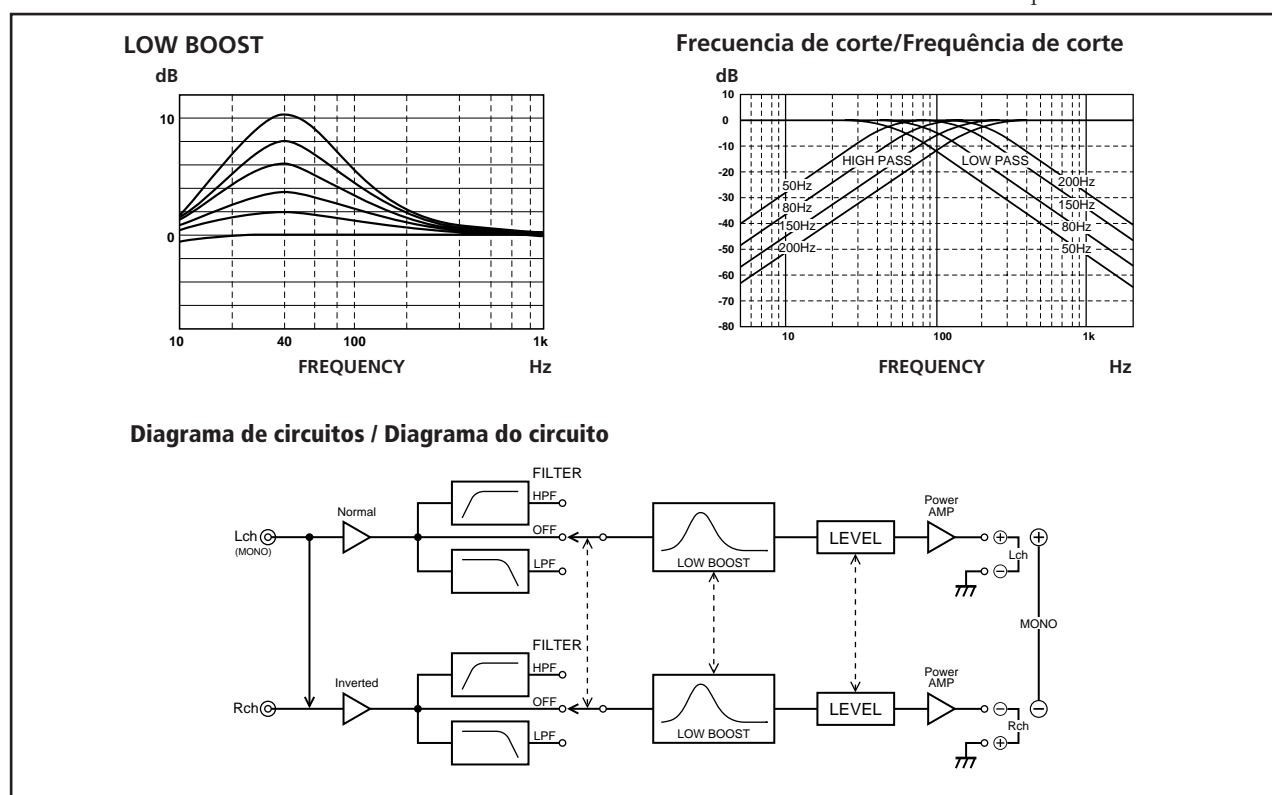 LOW BOOST
dB
10
0
10 40 100 1k
FREQUENCY Hz
Frecuencia de corte/Frequência de corte
dB
10
0
-10
-20
-30
-40
-50
-60
-70
-80
HIGH PASS LOW PASS
50Hz
80Hz
150Hz
200Hz
200Hz
150Hz
80Hz
50Hz
10 100 1k
FREQUENCY Hz
Diagrama de circuitos / Diagrama do circuito
FILTER
HPF
OFF
LPF
Lch
(MONO)
Normal
LOW BOOST
LEVEL
Power
AMP
Lch
MONO
FILTER
HPF
OFF
LPF
Rch
Inverted
LOW BOOST
LEVEL
Power
AMP
Rch